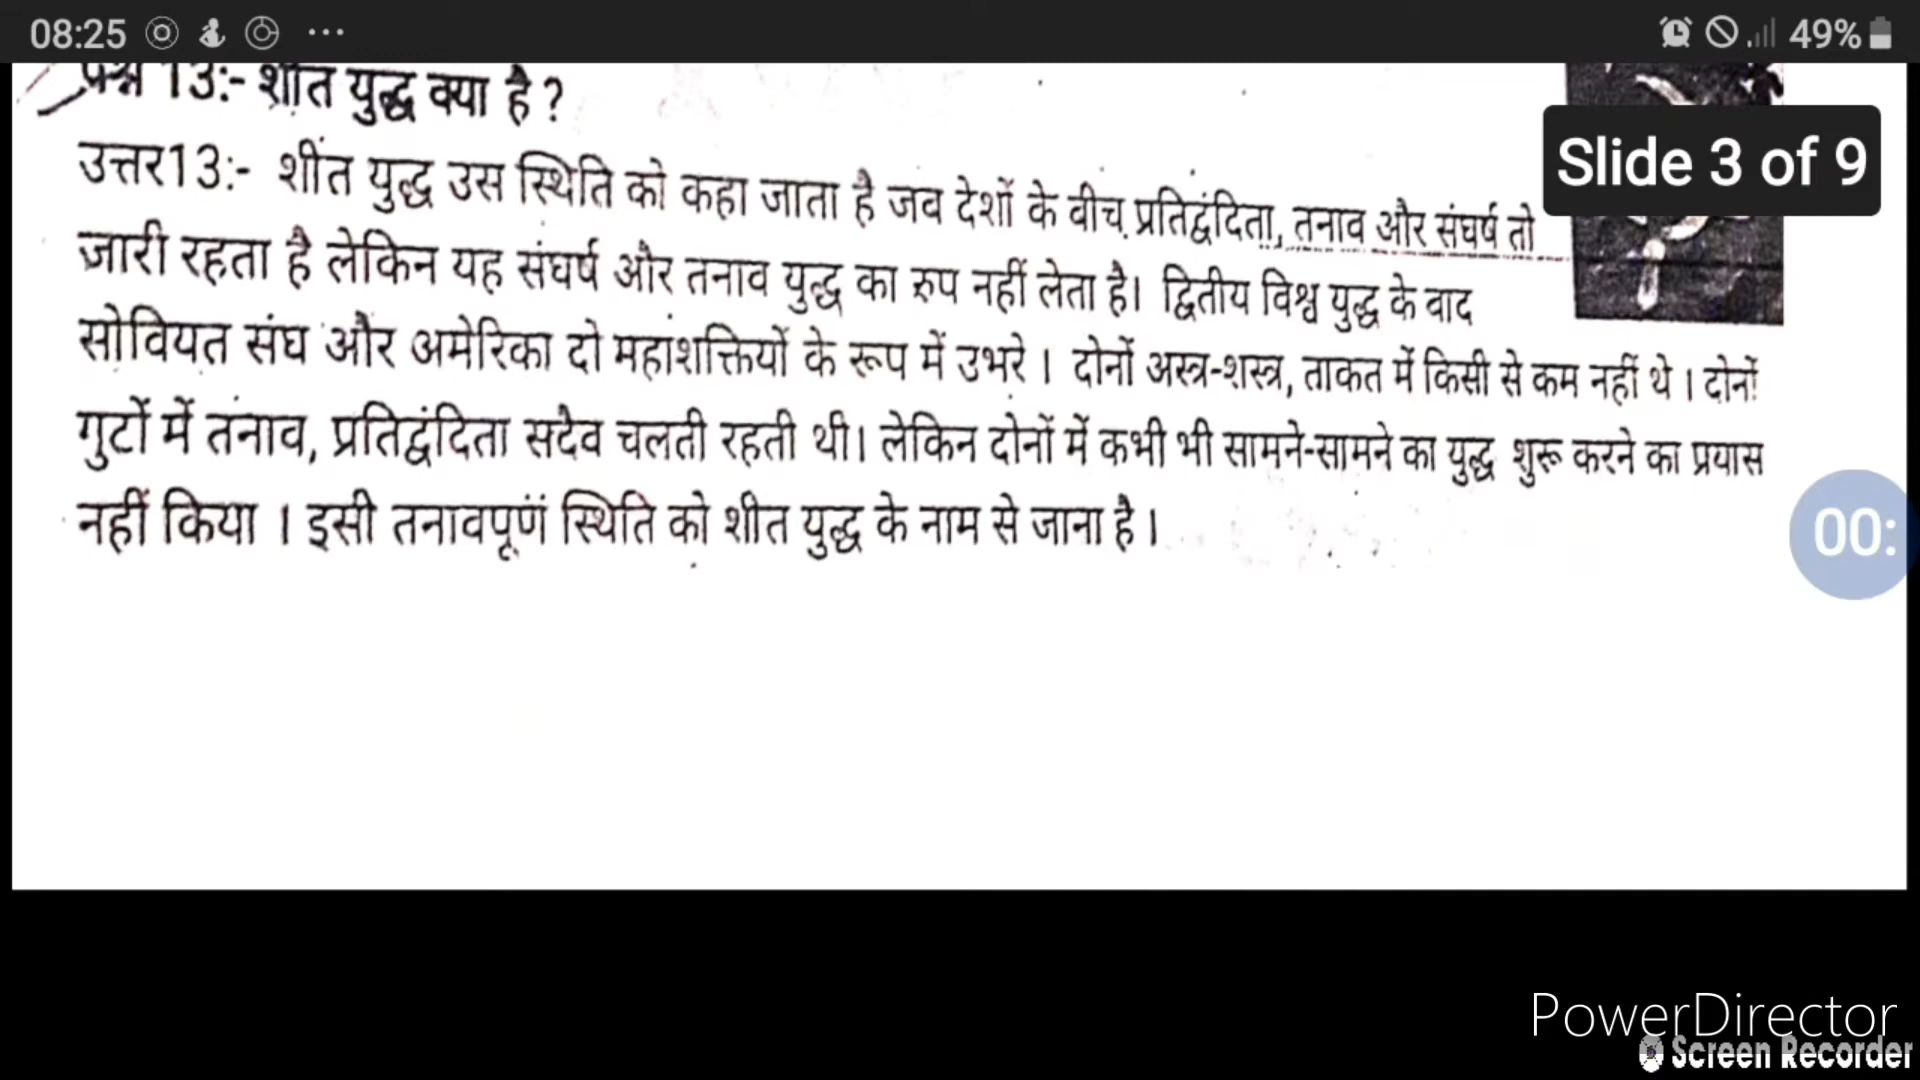 08:25 ... 49%
प्रश्न 13:- शीत युद्ध क्या है ?
Slide 3 of 9
उत्तर13:- शीत युद्ध उस स्थिति को कहा जाता है जब देशों के बीच प्रतिद्वंदिता, तनाव और संघर्ष तो
जारी रहता है लेकिन यह संघर्ष और तनाव युद्ध का रुप नहीं लेता है। द्वितीय विश्व युद्ध के वाद
सोवियत संघ और अमेरिका दो महाशक्तियों के रूप में उभरे । दोनों अस्त्र-शस्त्र, ताकत में किसी से कम नहीं थे । दोनों
गुटों में तनाव, प्रतिद्वंदिता सदैव चलती रहती थी। लेकिन दोनों में कभी भी सामने-सामने का युद्ध शुरू करने का प्रयास
नहीं किया । इसी तनावपूर्ण स्थिति को शीत युद्ध के नाम से जाना है ।
00:
PowerDirector
Screen Recorder